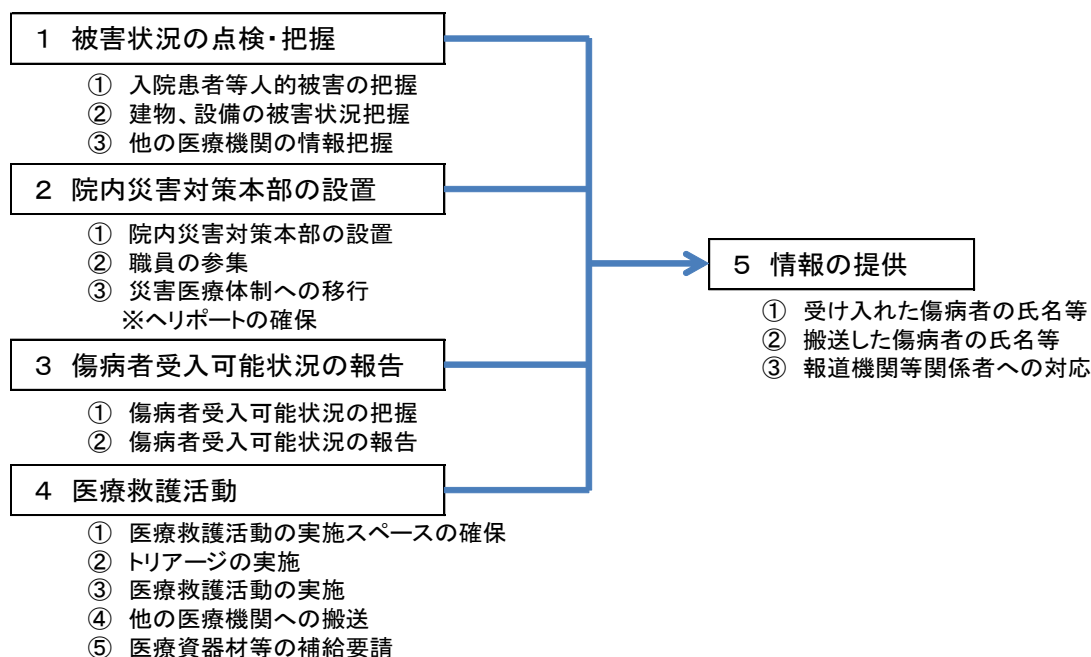 １ 被害状況の点検・把握
① 入院患者等人的被害の把握
② 建物、設備の被害状況把握
③ 他の医療機関の情報把握
２ 院内災害対策本部の設置
① 院内災害対策本部の設置
② 職員の参集
③ 災害医療体制への移行
※ヘリポートの確保
３ 傷病者受入可能状況の報告
① 傷病者受入可能状況の把握
② 傷病者受入可能状況の報告
４ 医療救護活動
① 医療救護活動の実施スペースの確保
② トリアージの実施
③ 医療救護活動の実施
④ 他の医療機関への搬送
⑤ 医療資器材等の補給要請
５ 情報の提供
① 受け入れた傷病者の氏名等
② 搬送した傷病者の氏名等
③ 報道機関等関係者への対応